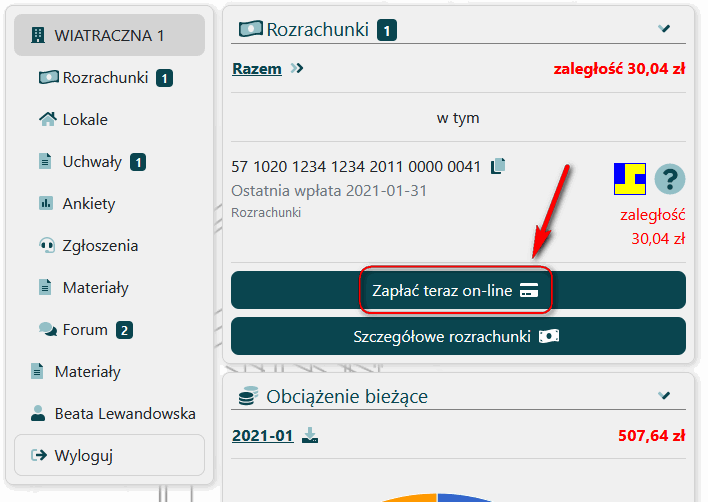 WIATRACZNA 1
Rozrachunki 1
Lokale
Uchwały 1
Ankiety
Zgłoszenia
Materiały
Forum 2
Materiały
Beata Lewandowska
Wyloguj
Rozrachunki 1
Razem zaległość 30,04 zł
w tym
57 1020 1234 1234 2011 0000 0041
Ostatnia wpłata 2021-01-31
Rozrachunki
?
zaległość
30,04 zł
Zapłać teraz on-line
Szczegółowe rozrachunki
Obciążenie bieżące
2021-01 507,64 zł